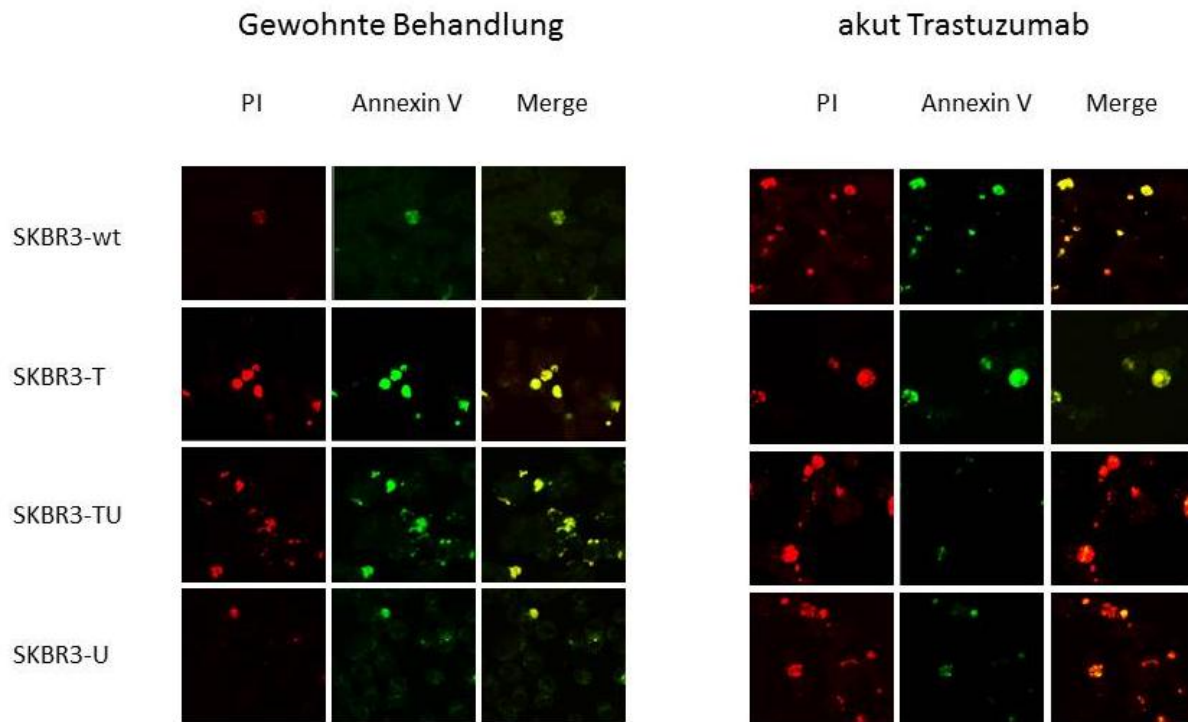 Gewohnte Behandlung akut Trastuzumab
PI Annexin V Merge PI Annexin V Merge
SKBR3-wt
SKBR3-T
SKBR3-TU
SKBR3-U